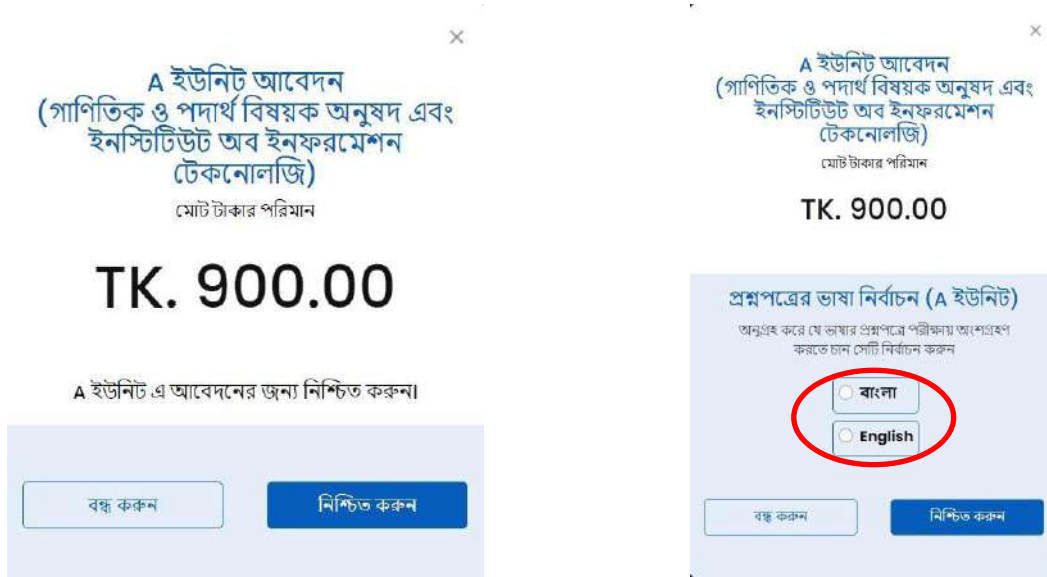 ×
A ইউনিট আবেদন
(গাণিতিক ও পদার্থ বিষয়ক অনুষদ এবং
ইনস্টিটিউট অব ইনফরমেশন
টেকনোলজি)
মোট টাকার পরিমান
TK. 900.00
A ইউনিট এ আবেদনের জন্য নিশ্চিত করুন।
বন্ধ করুন
নিশ্চিত করুন
×
A ইউনিট আবেদন
(গাণিতিক ও পদার্থ বিষয়ক অনুষদ এবং
ইনস্টিটিউট অব ইনফরমেশন
টেকনোলজি)
মোট টাকার পরিমান
TK. 900.00
প্রশ্নপত্রের ভাষা নির্বাচন (A ইউনিট)
অনুগ্রহ করে যে ভাষার প্রশ্নপত্রে পরীক্ষায় অংশগ্রহণ
করতে চান সেটি নির্বাচন করুন
বাংলা
English
বন্ধ করুন
নিশ্চিত করুন